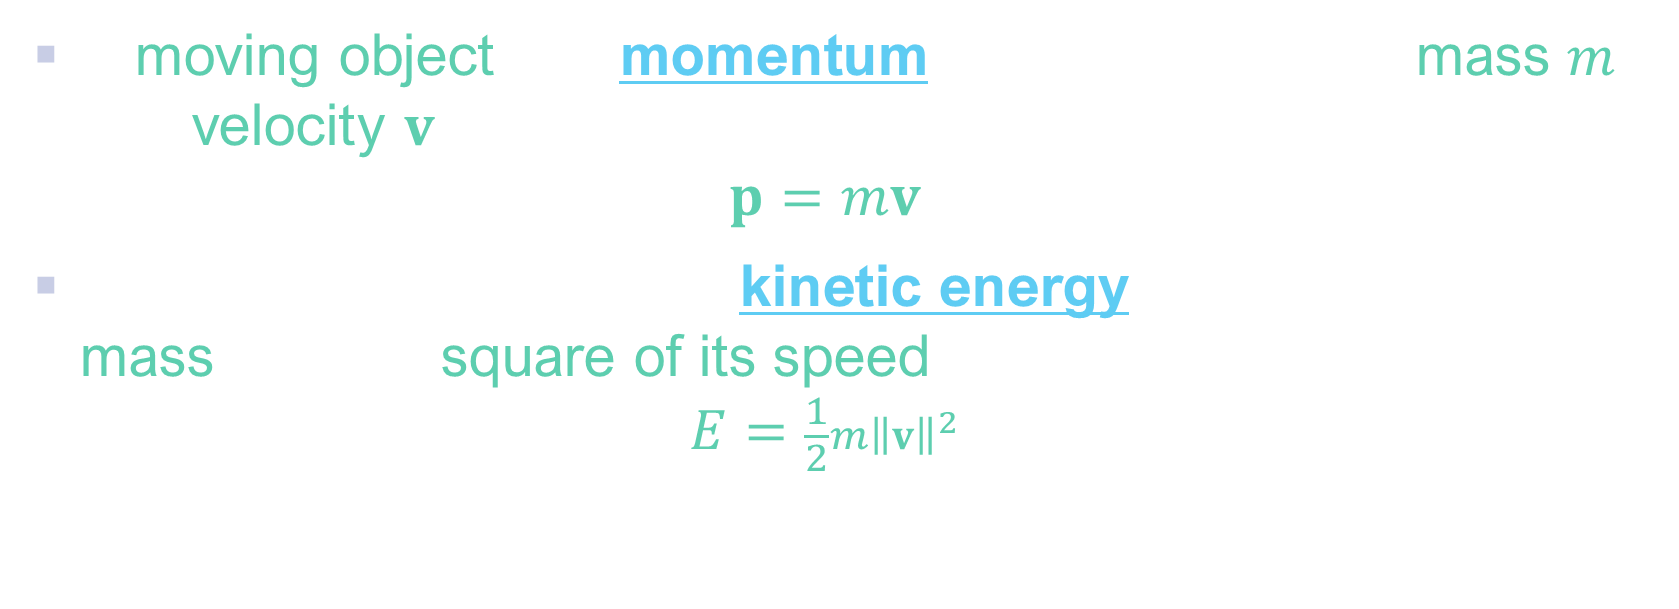 ▪ moving object momentum mass 𝑚
velocity 𝐯
𝐩 = 𝑚𝐯
▪ kinetic energy
mass square of its speed
𝐸 = ½𝑚‖𝐯‖²